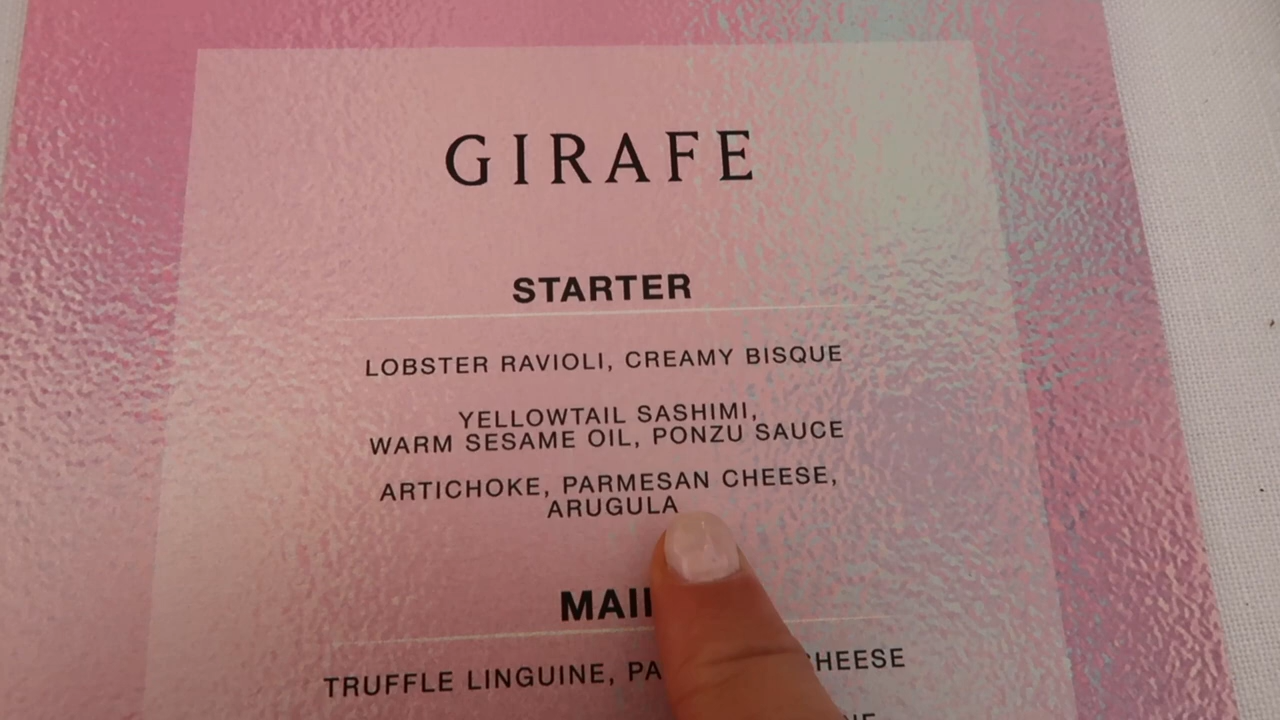 GIRAFE
STARTER
LOBSTER RAVIOLI, CREAMY BISQUE
YELLOWTAIL SASHIMI,
WARM SESAME OIL, PONZU SAUCE
ARTICHOKE, PARMESAN CHEESE,
ARUGULA
TRUFFLE LINGUINE, CHEESE